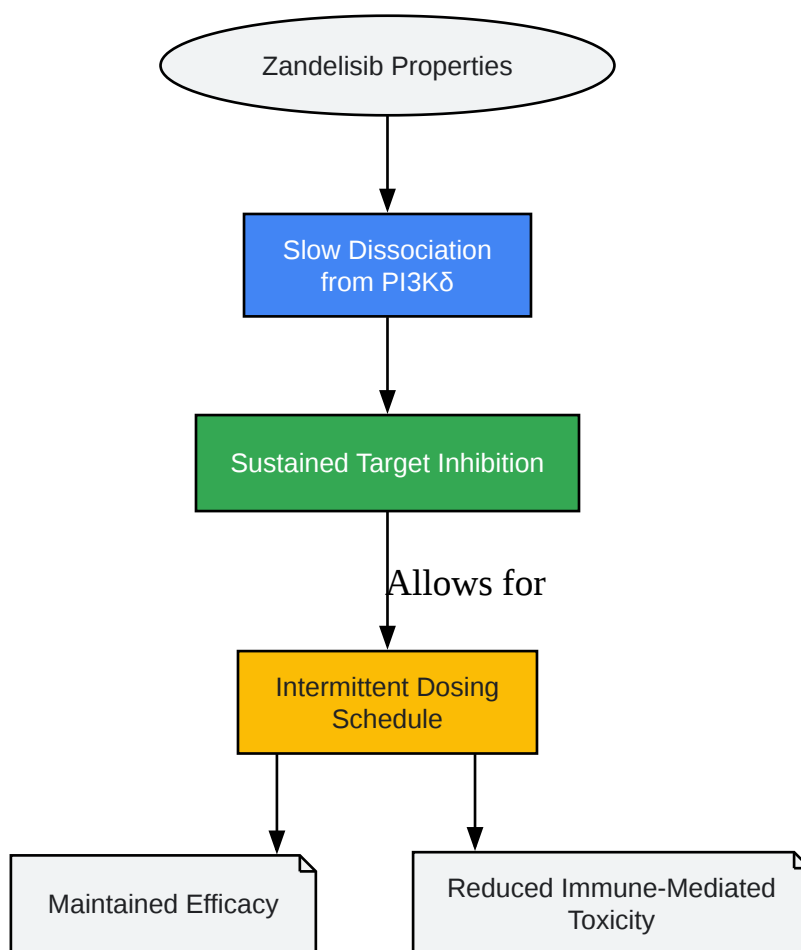 Zandelisib Properties
Slow Dissociation
from PI3Kδ
Sustained Target Inhibition
Allows for
Intermittent Dosing
Schedule
Maintained Efficacy
Reduced Immune-Mediated
Toxicity